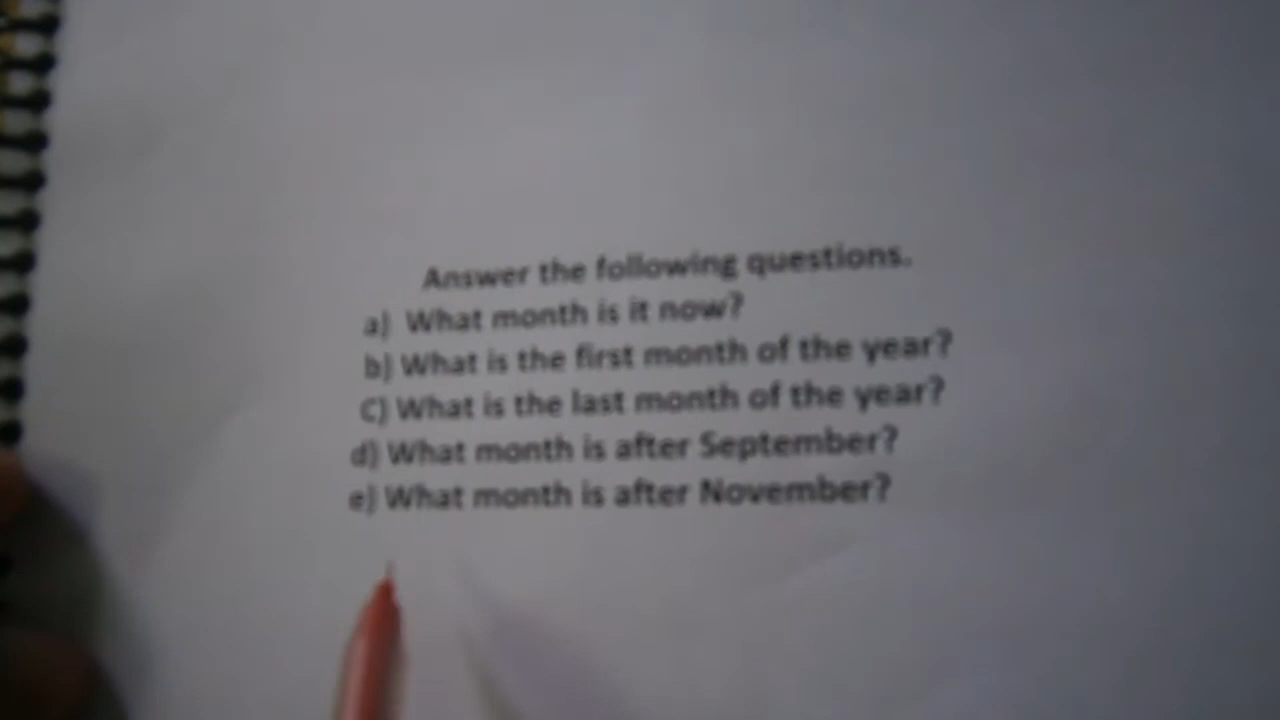 Answer the following questions.
a) What month is it now?
b) What is the first month of the year?
C) What is the last month of the year?
d) What month is after September?
e) What month is after November?